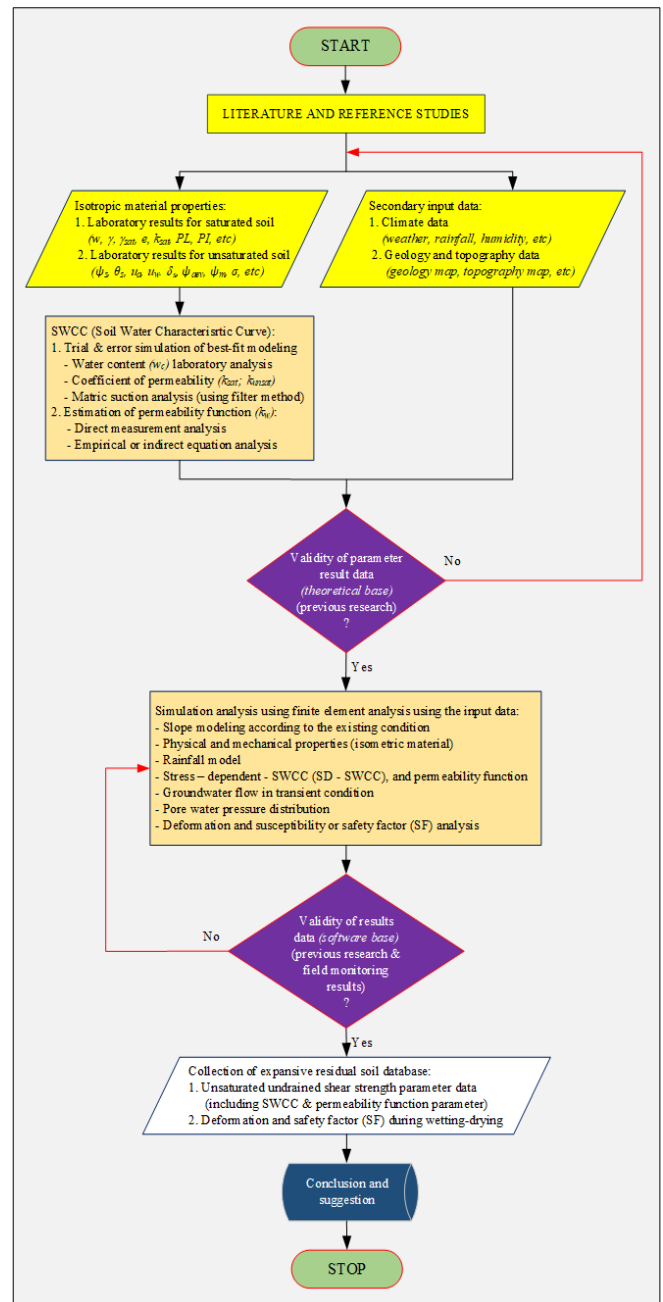 START
LITERATURE AND REFERENCE STUDIES
Isotropic material properties:
1. Laboratory results for saturated soil
(w, γ, γsat, e, ksat, PL, PI, etc)
2. Laboratory results for unsaturated soil
Secondary input data:
1. Climate data
(weather, rainfall, humidity, etc)
2. Geology and topography data
(geology map, topography map, etc)
SWCC (Soil Water Characterisrtic Curve):
1. Trial & error simulation of best-fit modeling
- Water content (wc) laboratory analysis
- Coefficient of permeability (ksat; kunsat)
- Matric suction analysis (using filter method)
2. Estimation of permeability function (kw):
- Direct measurement analysis
- Empirical or indirect equation analysis
Validity of parameter
result data
(theoretical base)
(previous research)
?
No
Yes
Simulation analysis using finite element analysis using the input data:
- Slope modeling according to the existing condition
- Physical and mechanical properties (isometric material)
- Rainfall model
- Stress – dependent - SWCC (SD - SWCC), and permeability function
- Groundwater flow in transient condition
- Pore water pressure distribution
- Deformation and susceptibility or safety factor (SF) analysis
Validity of results
data (software base)
(previous research &
field monitoring
results)
?
No
Yes
Collection of expansive residual soil database:
1. Unsaturated undrained shear strength parameter data
(including SWCC & permeability function parameter)
2. Deformation and safety factor (SF) during wetting-drying
Conclusion and
suggestion
STOP